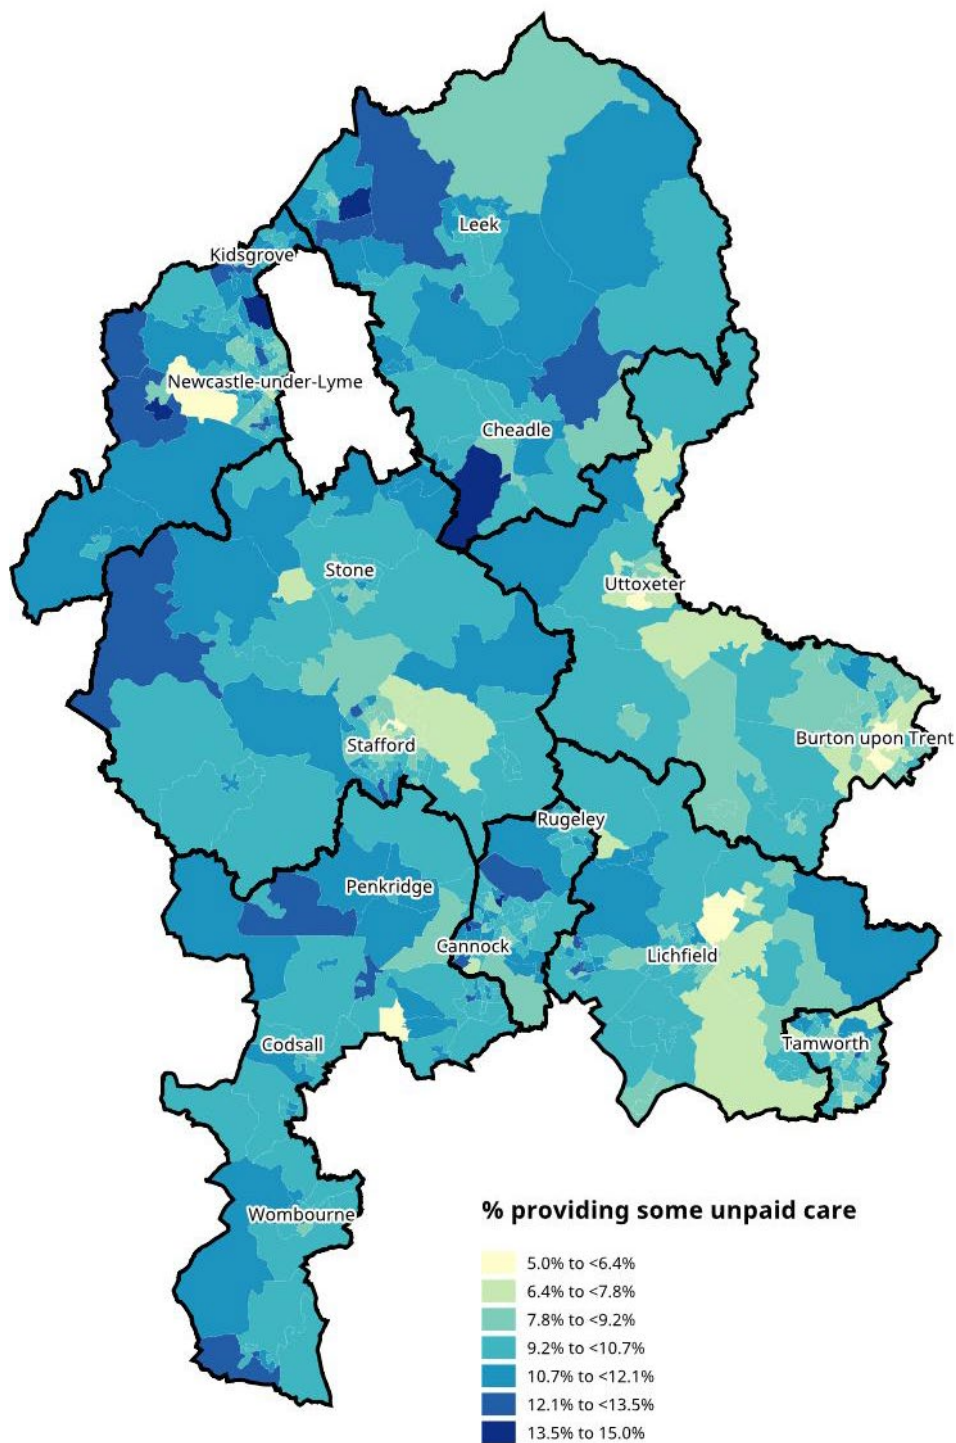 Leek
Kidsgrove
Newcastle-under-Lyme
Cheadle
Stone
Uttoxeter
Stafford
Burton upon Trent
Rugeley
Penkridge
Cannock
Lichfield
Codsall
Tamworth
Wombourne
% providing some unpaid care
5.0% to <6.4%
6.4% to <7.8%
7.8% to <9.2%
9.2% to <10.7%
10.7% to <12.1%
12.1% to <13.5%
13.5% to 15.0%